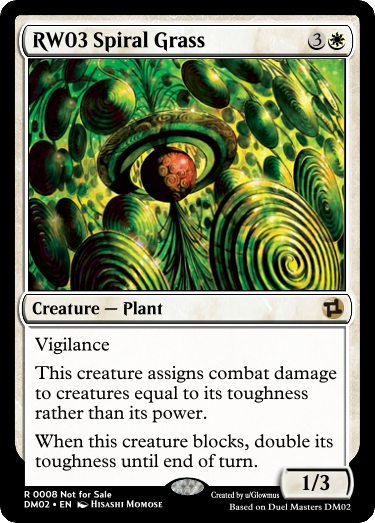 RW03 Spiral Grass 3
Creature — Plant
Vigilance
This creature assigns combat damage
to creatures equal to its toughness
rather than its power.
When this creature blocks, double its
toughness until end of turn.
1/3
R 0008 Not for Sale
DM02 • EN Hisashi Momose
Created by u/Glowmus
Based on Duel Masters DM02